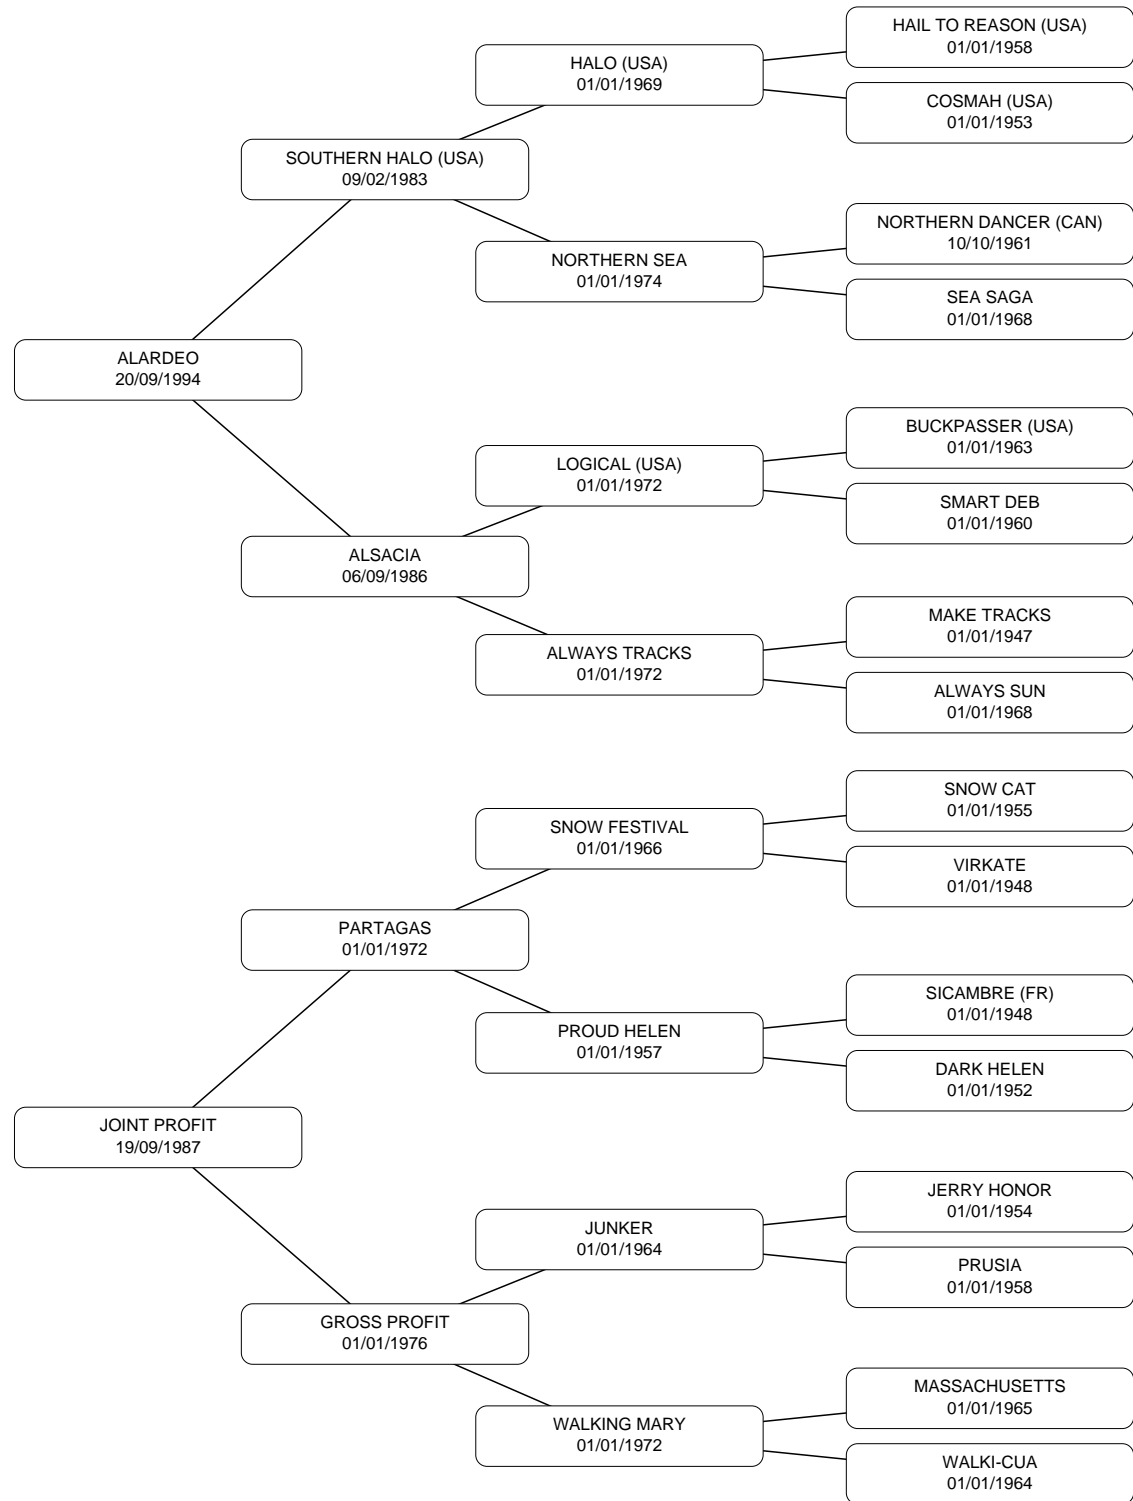 HAIL TO REASON (USA)
01/01/1958
HALO (USA)
01/01/1969
COSMAH (USA)
01/01/1953
SOUTHERN HALO (USA)
09/02/1983
NORTHERN DANCER (CAN)
10/10/1961
NORTHERN SEA
01/01/1974
SEA SAGA
01/01/1968
ALARDEO
20/09/1994
BUCKPASSER (USA)
01/01/1963
LOGICAL (USA)
01/01/1972
SMART DEB
01/01/1960
ALSACIA
06/09/1986
MAKE TRACKS
01/01/1947
ALWAYS TRACKS
01/01/1972
ALWAYS SUN
01/01/1968
SNOW CAT
01/01/1955
SNOW FESTIVAL
01/01/1966
VIRKATE
01/01/1948
PARTAGAS
01/01/1972
SICAMBRE (FR)
01/01/1948
PROUD HELEN
01/01/1957
DARK HELEN
01/01/1952
JOINT PROFIT
19/09/1987
JERRY HONOR
01/01/1954
JUNKER
01/01/1964
PRUSIA
01/01/1958
GROSS PROFIT
01/01/1976
MASSACHUSETTS
01/01/1965
WALKING MARY
01/01/1972
WALKI-CUA
01/01/1964